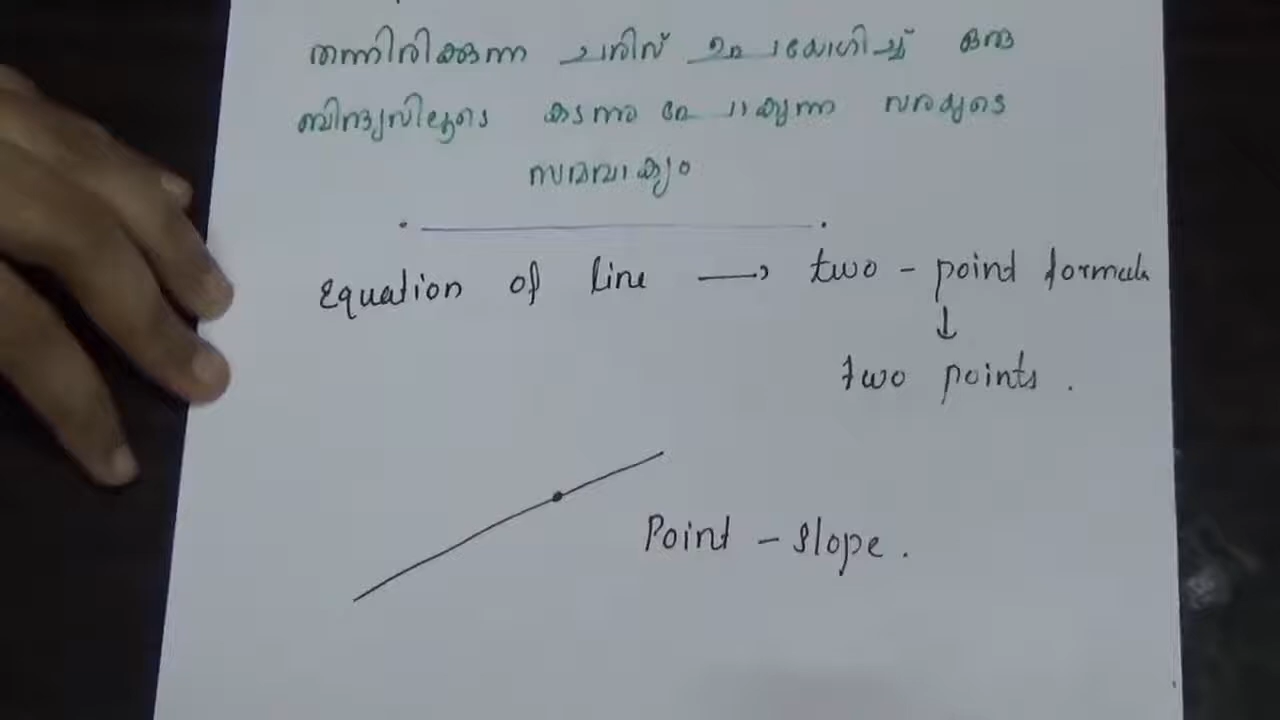 തന്നിരിക്കുന്ന ചരിവ് ഉപയോഗിച്ച് ഒരു
ബിന്ദുവിലൂടെ കടന്നു പോകുന്ന വരയുടെ
സമവാക്യം
Equation of line → two - point formula
↓
two points .
Point - slope .